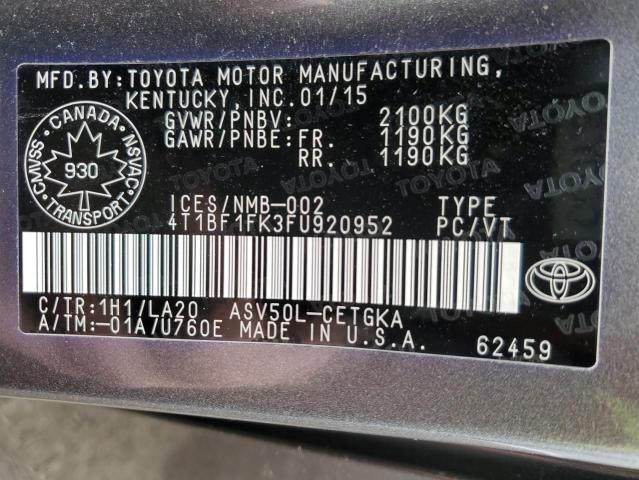 MFD.BY:TOYOTA MOTOR MANUFACTURING,
KENTUCKY, INC. 01/15
GVWR/PNBV: 2100KG
GAWR/PNBE: FR. 1190KG
RR. 1190KG
CANADA
CMVSS 930 NSVAC
TRANSPORT
ICES/NMB-002 TYPE
4T1BF1FK3FU920952 PC/VT
C/TR:1H1/LA20 ASV50L-CETGKA
A/TM:-01A/U760E MADE IN U.S.A.
62459